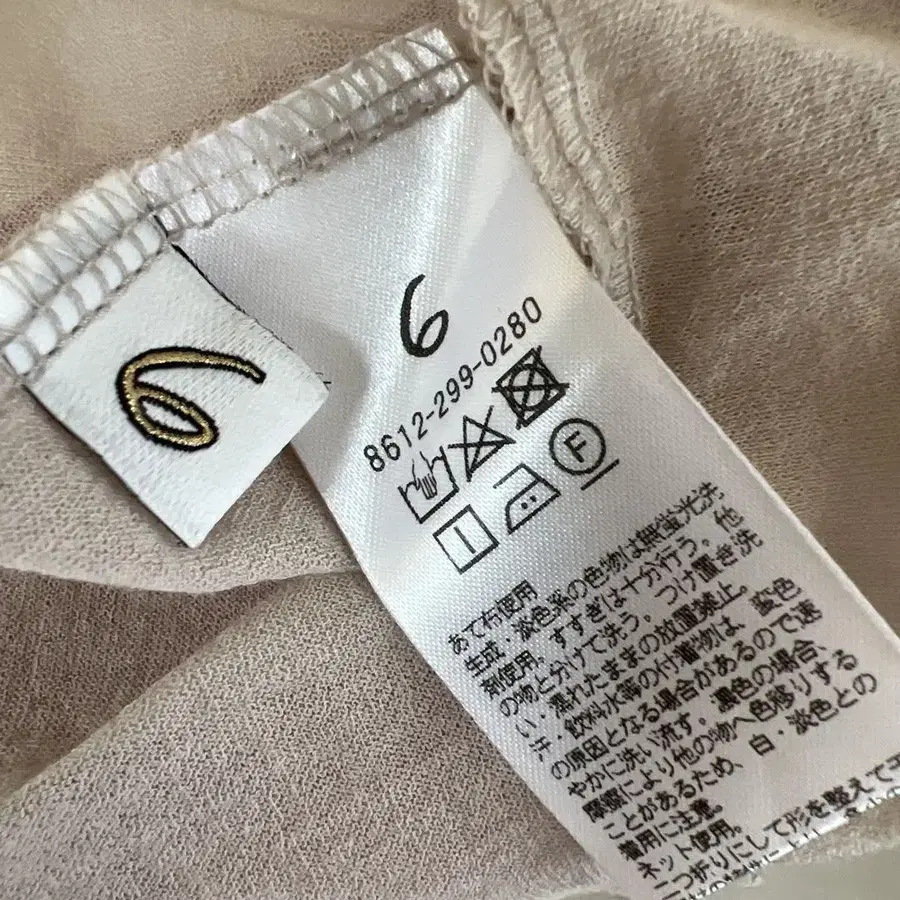 6
6
8612-299-0280
F
あて布使用
生成・淡色系の色物は無蛍光洗
剤使用。すすぎは十分行う。他
の物と分けて洗う。つけ置き洗
い・濡れたままの放置禁止。
汗・飲料水等の付着物は、変色
の原因となる場合があるので速
やかに洗い流す。濃色の場合、
摩擦により他の物へ色移りする
ことがあるため、白・淡色との
着用に注意。
ネット使用。
二つ折りにして形を整えて